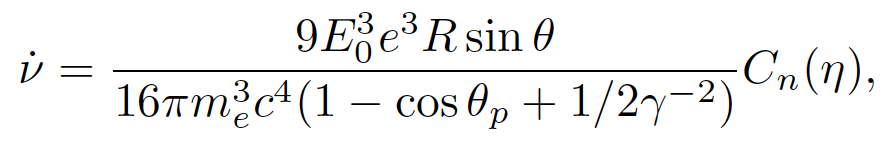 \dot{\nu} = \frac{9E_0^3 e^3 R \sin\theta}{16\pi m_e^3 c^4 (1 - \cos\theta_p + 1/2\gamma^{-2})} C_n(\eta),